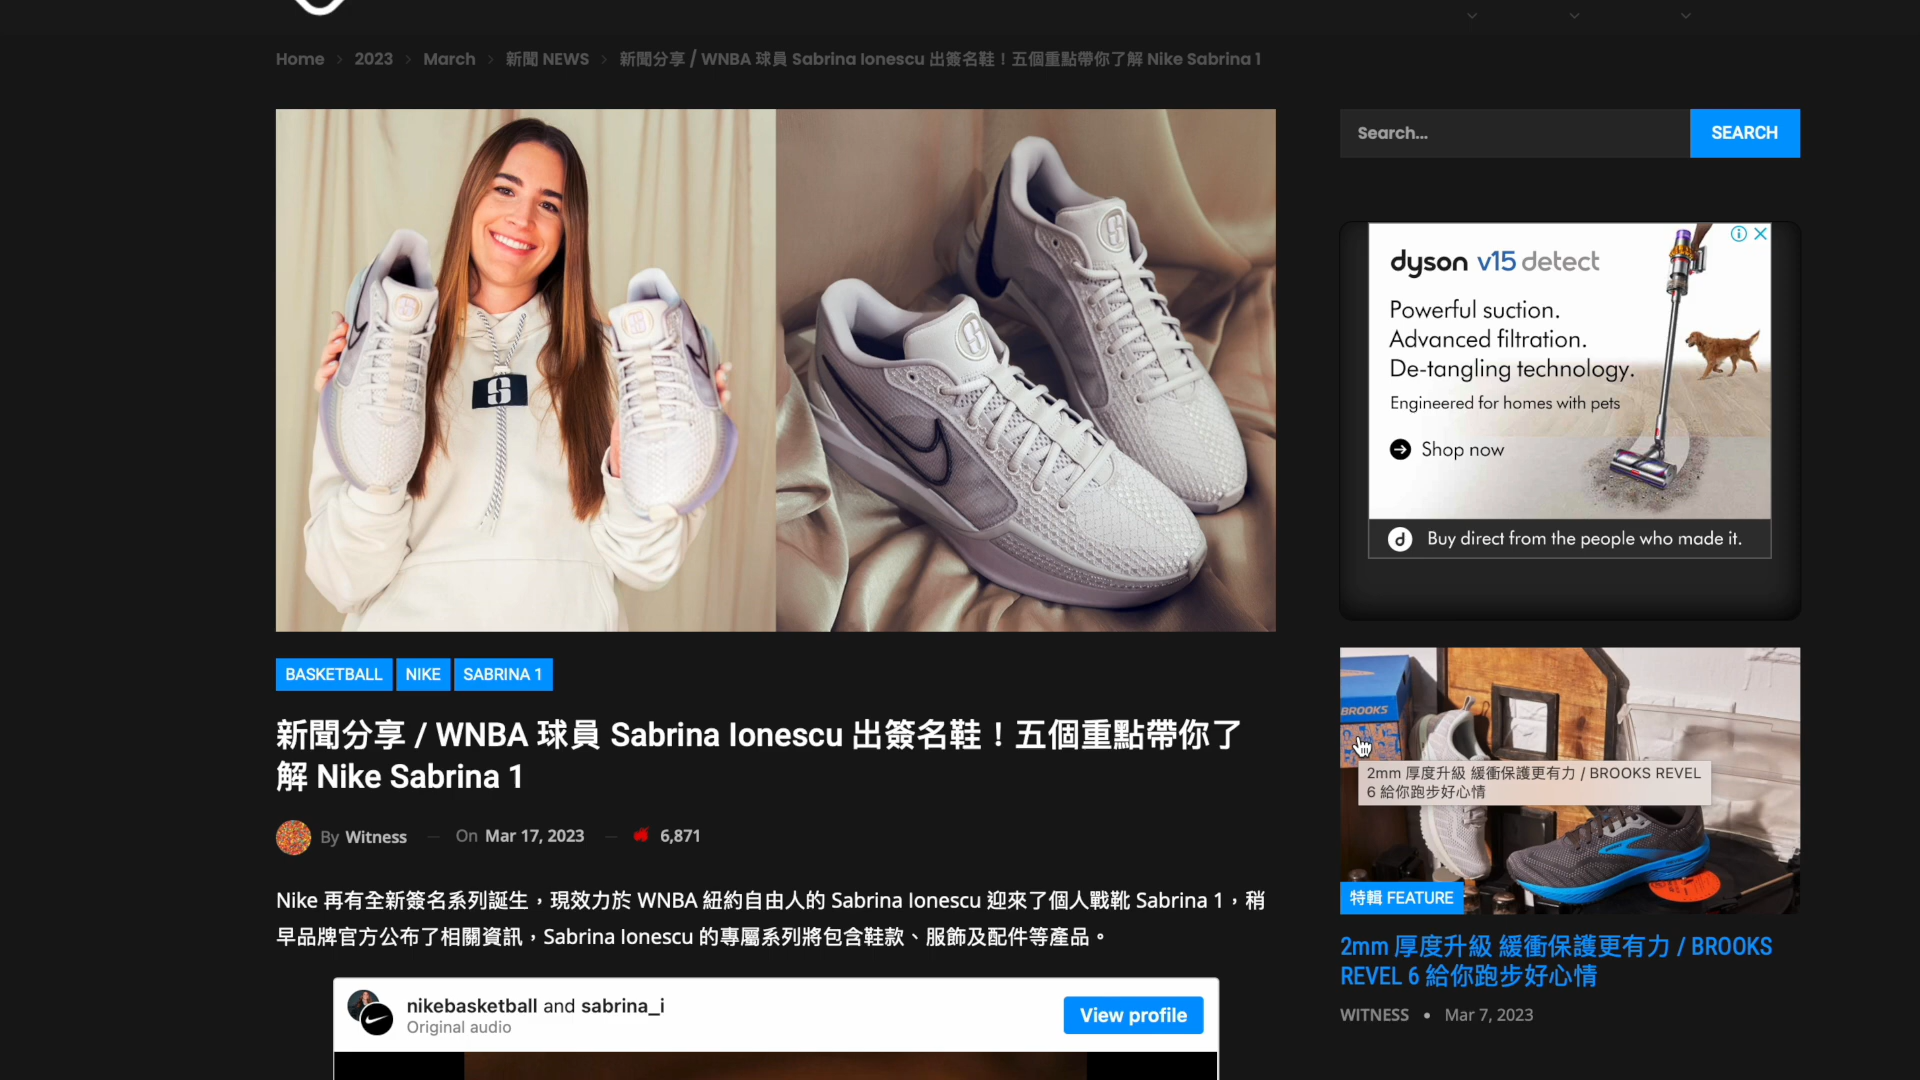 Home > 2023 > March > 新聞 NEWS > 新聞分享 / WNBA 球員 Sabrina Ionescu 出簽名鞋！五個重點帶你了解 Nike Sabrina 1
Search...
SEARCH
dyson v15 detect
Powerful suction.
Advanced filtration.
De-tangling technology.
Engineered for homes with pets
Shop now
Buy direct from the people who made it.
BASKETBALL
NIKE
SABRINA 1
新聞分享 / WNBA 球員 Sabrina Ionescu 出簽名鞋！五個重點帶你了
解 Nike Sabrina 1
By Witness — On Mar 17, 2023 — 6,871
Nike 再有全新簽名系列誕生，現效力於 WNBA 紐約自由人的 Sabrina Ionescu 迎來了個人戰靴 Sabrina 1，稍
早品牌官方公布了相關資訊，Sabrina Ionescu 的專屬系列將包含鞋款、服飾及配件等產品。
nikebasketball and sabrina_i
Original audio
View profile
BROOKS
2mm 厚度升級 緩衝保護更有力 / BROOKS REVEL
6 給你跑步好心情
特輯 FEATURE
2mm 厚度升級 緩衝保護更有力 / BROOKS
REVEL 6 給你跑步好心情
WITNESS • Mar 7, 2023